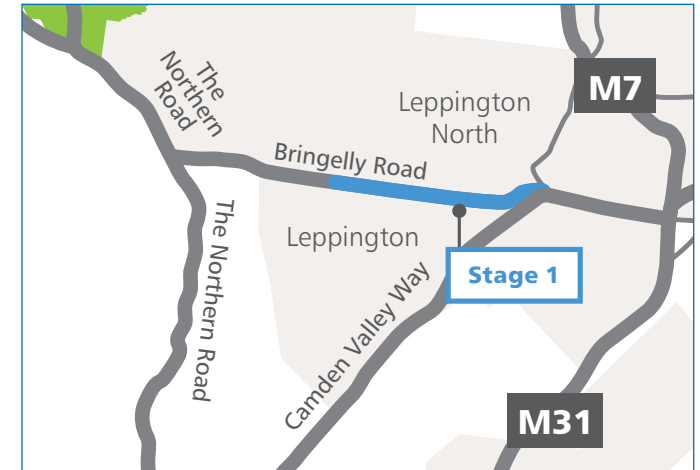 The
Northern
Road
M7
Leppington
North
Bringelly Road
Leppington
The Northern Road
Stage 1
Camden Valley Way
M31